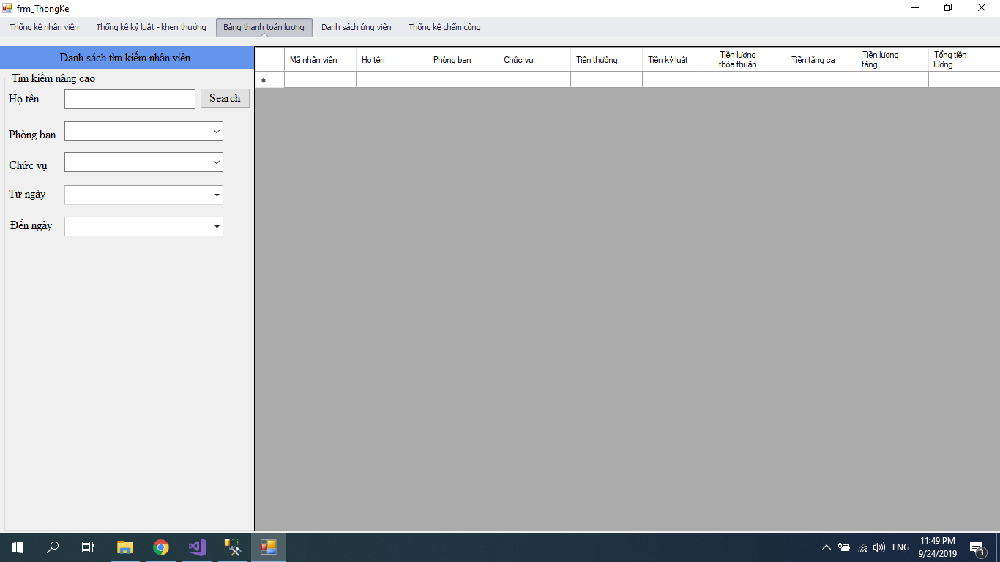 frm_ThongKe
Thống kê nhân viên Thống kê kỷ luật - khen thưởng Bảng thanh toán lương Danh sách ứng viên Thống kê chấm công
Danh sách tìm kiếm nhân viên
Tìm kiếm nâng cao
Họ tên
Search
Phòng ban
Chức vụ
Từ ngày
Đến ngày
Mã nhân viên Họ tên Phòng ban Chức vụ Tiền thưởng Tiền kỷ luật Tiền lương thỏa thuận Tiền tăng ca Tiền lương tăng Tổng tiền lương
ENG
11:49 PM
9/24/2019
3